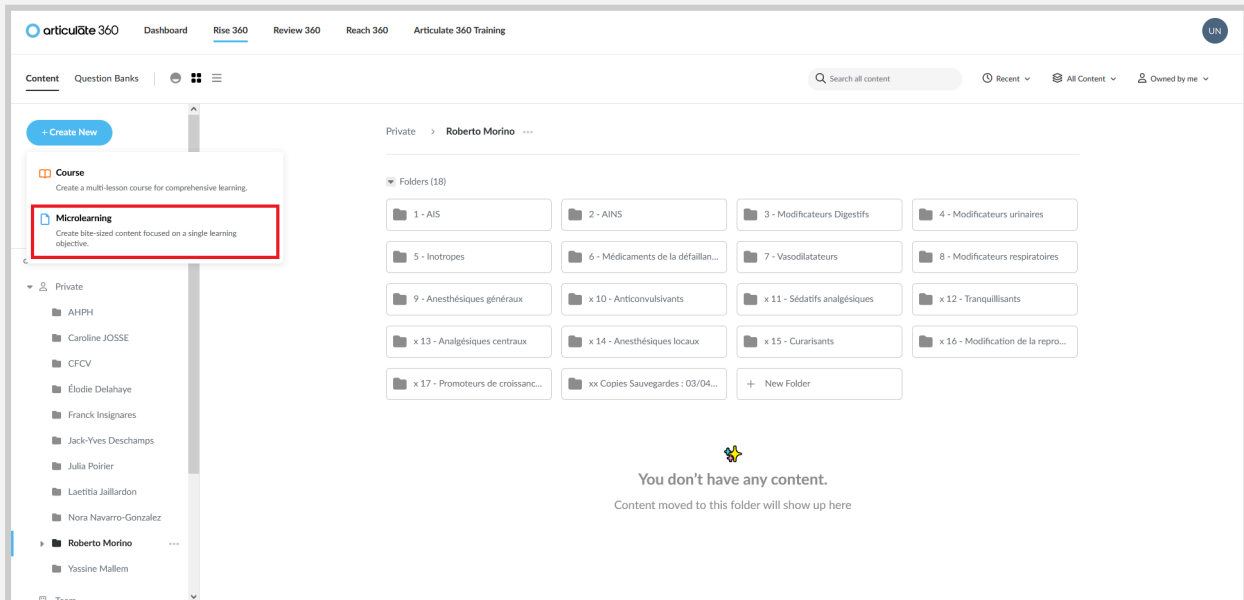 articulate 360
Dashboard
Rise 360
Review 360
Reach 360
Articulate 360 Training
UN
Content
Question Banks
Search all content
Recent
All Content
Owned by me
+ Create New
Course
Create a multi-lesson course for comprehensive learning.
Microlearning
Create bite-sized content focused on a single learning
objective.
Private
AHPH
Caroline JOSSE
CFCV
Élodie Delahaye
Franck Insignares
Jack-Yves Deschamps
Julia Poirier
Laetitia Jaillardon
Nora Navarro-Gonzalez
Roberto Morino
Yassine Mallem
Team
Private > Roberto Morino
Folders (18)
1 - AIS
2 - AINS
3 - Modificateurs Digestifs
4 - Modificateurs urinaires
5 - Inotropes
6 - Médicaments de la défaillan...
7 - Vasodilatateurs
8 - Modificateurs respiratoires
9 - Anesthésiques généraux
x 10 - Anticonvulsivants
x 11 - Sédatifs analgésiques
x 12 - Tranquillisants
x 13 - Analgésiques centraux
x 14 - Anesthésiques locaux
x 15 - Curarisants
x 16 - Modification de la repro...
x 17 - Promoteurs de croissanc...
xx Copies Sauvegardes : 03/04...
+ New Folder
You don't have any content.
Content moved to this folder will show up here